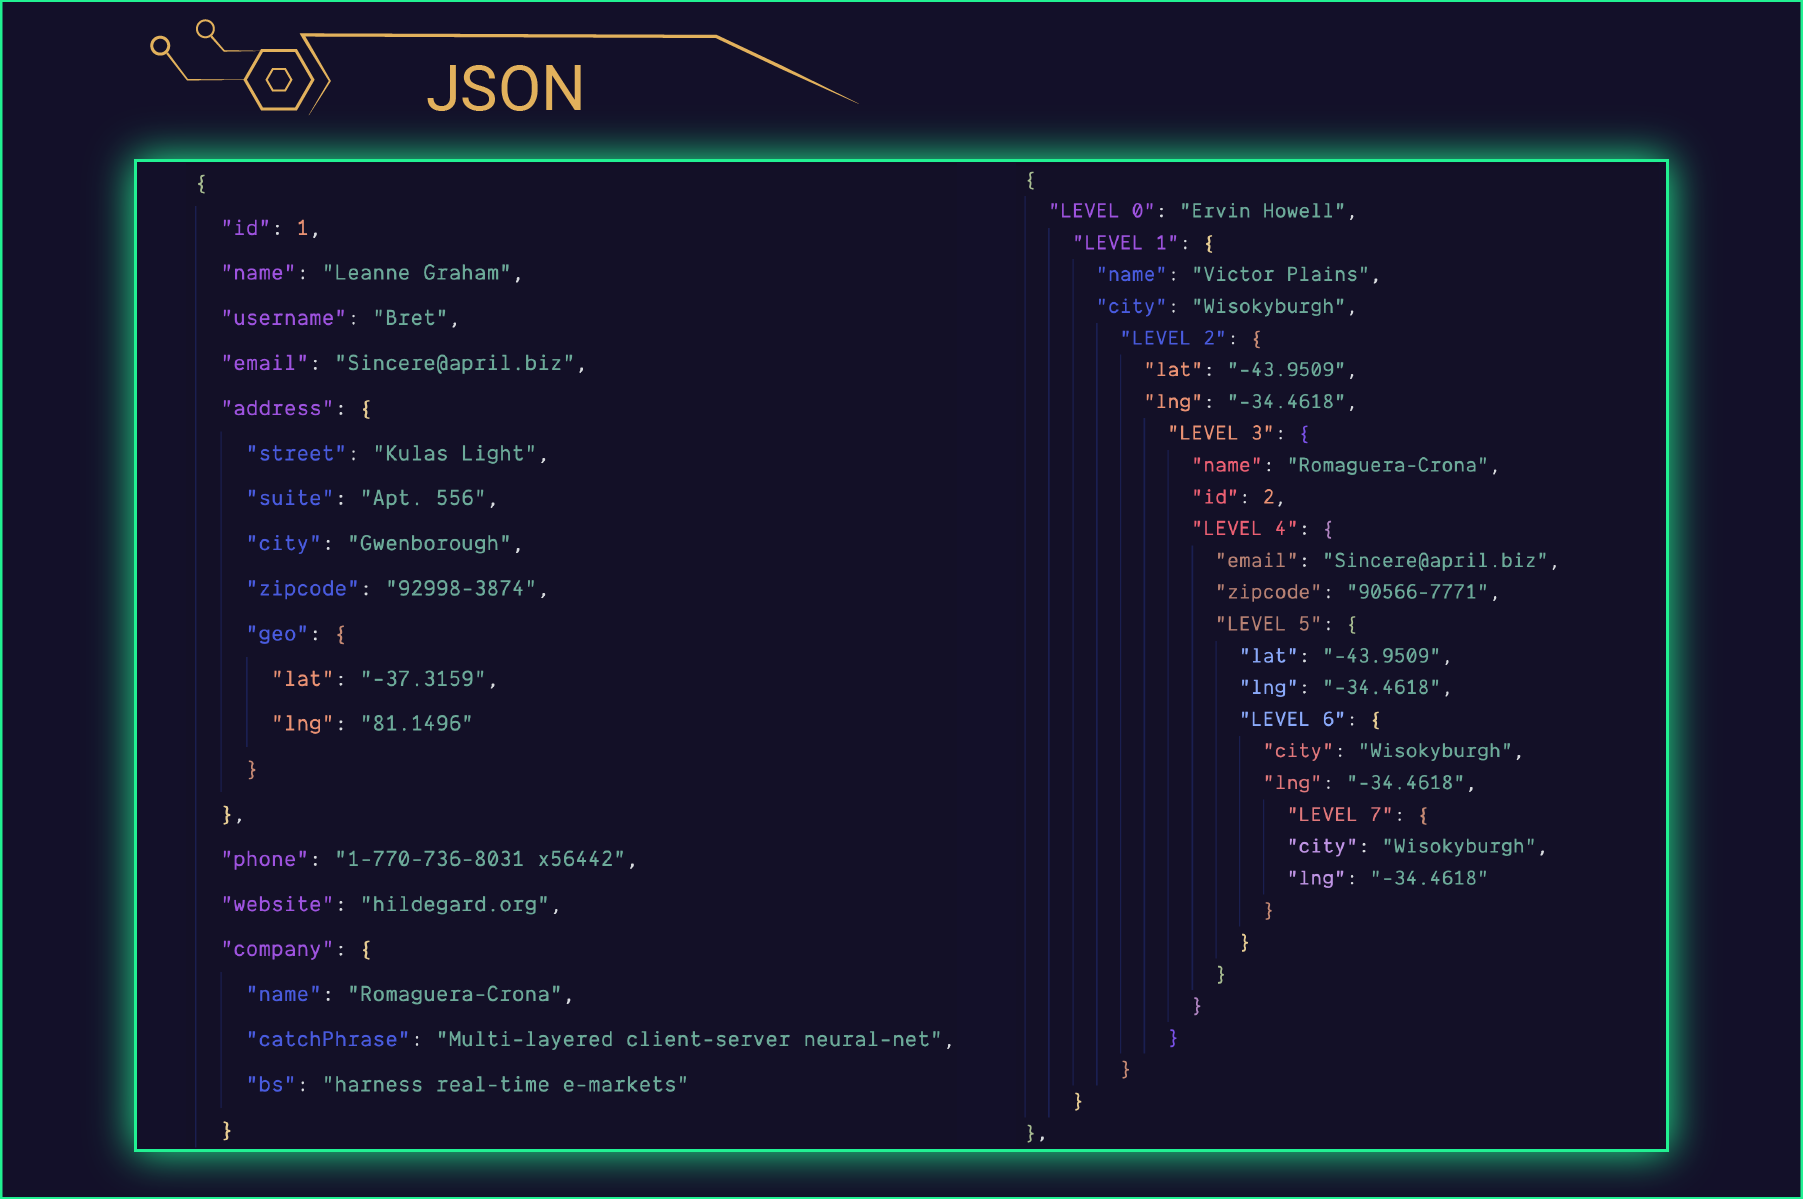 JSON
{
"id": 1,
"name": "Leanne Graham",
"username": "Bret",
"email": "Sincere@april.biz",
"address": {
"street": "Kulas Light",
"suite": "Apt. 556",
"city": "Gwenborough",
"zipcode": "92998-3874",
"geo": {
"lat": "-37.3159",
"lng": "81.1496"
}
},
"phone": "1-770-736-8031 x56442",
"website": "hildegard.org",
"company": {
"name": "Romaguera-Crona",
"catchPhrase": "Multi-layered client-server neural-net",
"bs": "harness real-time e-markets"
}
{
"LEVEL 0": "Ervin Howell",
"LEVEL 1": {
"name": "Victor Plains",
"city": "Wisokyburgh",
"LEVEL 2": {
"lat": "-43.9509",
"lng": "-34.4618",
"LEVEL 3": {
"name": "Romaguera-Crona",
"id": 2,
"LEVEL 4": {
"email": "Sincere@april.biz",
"zipcode": "90566-7771",
"LEVEL 5": {
"lat": "-43.9509",
"lng": "-34.4618",
"LEVEL 6": {
"city": "Wisokyburgh",
"lng": "-34.4618",
"LEVEL 7": {
"city": "Wisokyburgh",
"lng": "-34.4618"
}
}
}
}
}
}
}
},